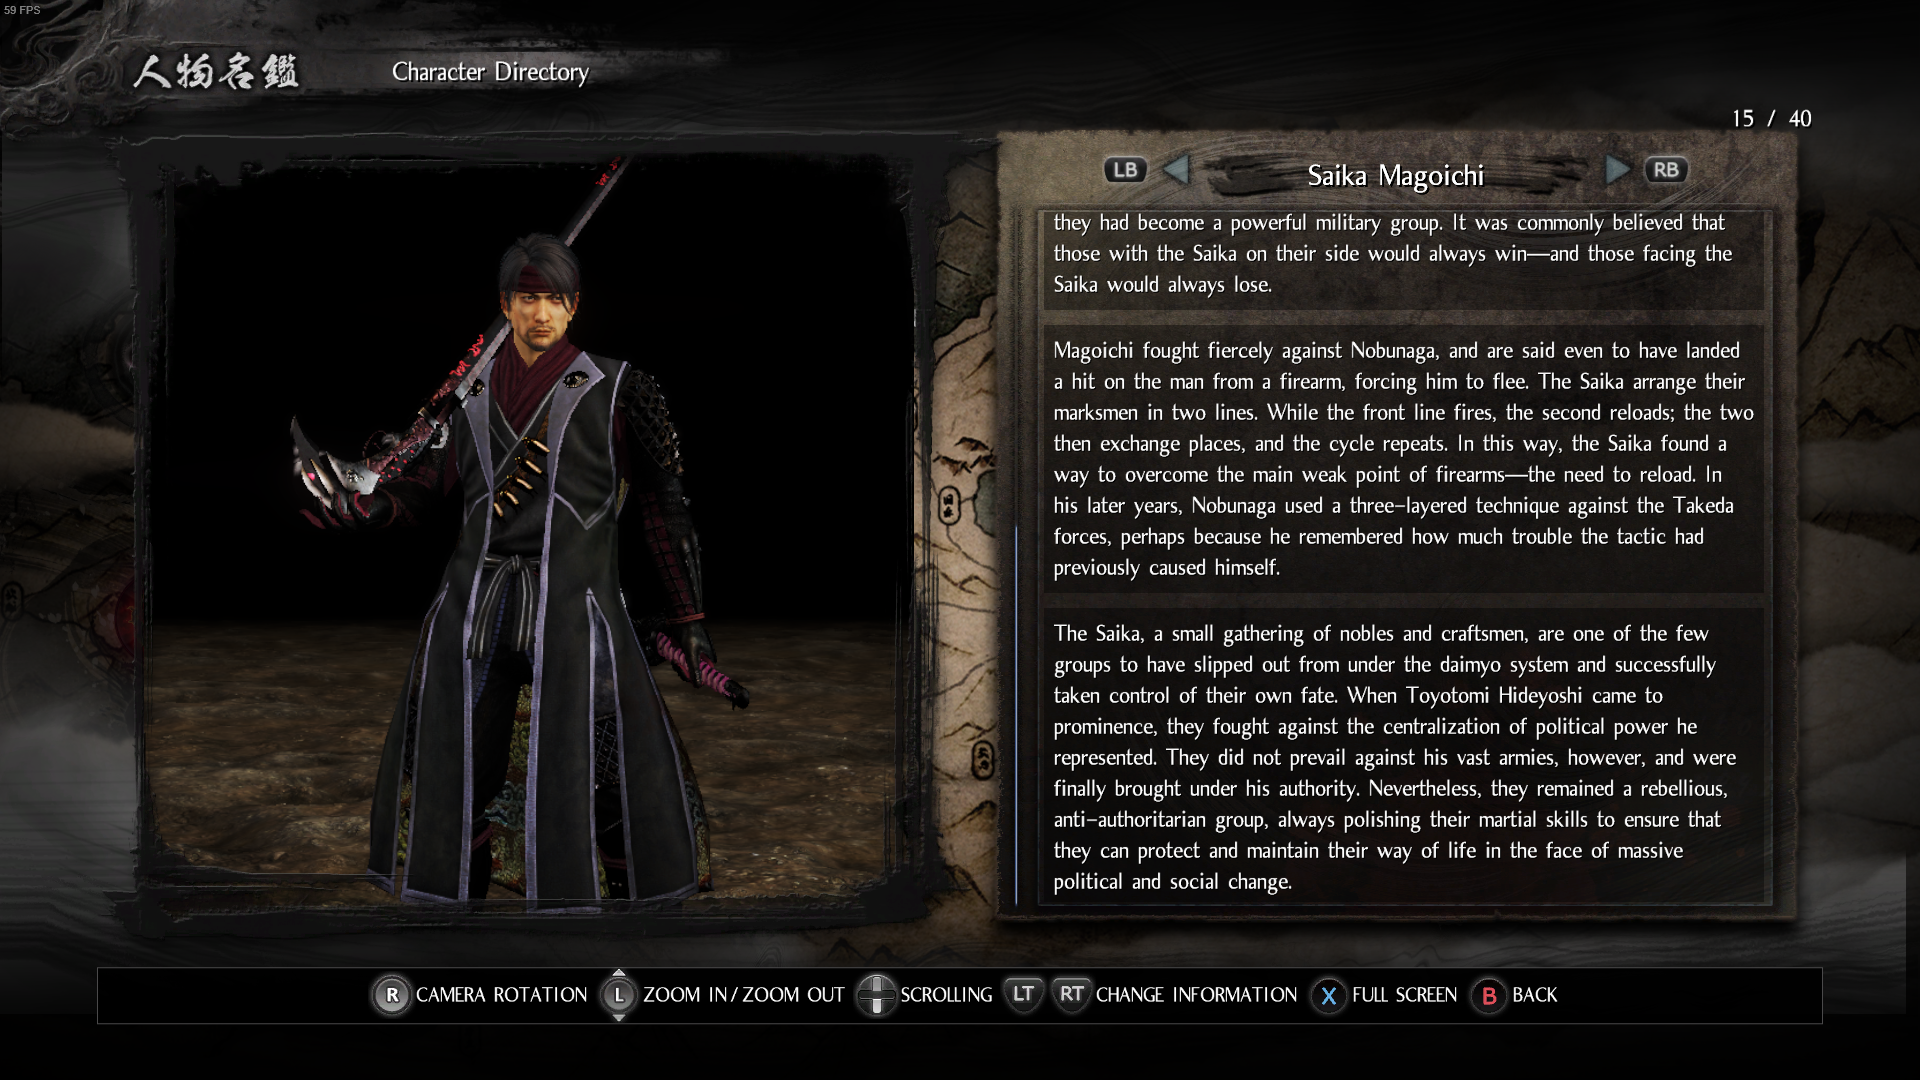 59 FPS
人物名鑑
Character Directory
15 / 40
LB
Saika Magoichi
RB
they had become a powerful military group. It was commonly believed that
those with the Saika on their side would always win—and those facing the
Saika would always lose.
Magoichi fought fiercely against Nobunaga, and are said even to have landed
a hit on the man from a firearm, forcing him to flee. The Saika arrange their
marksmen in two lines. While the front line fires, the second reloads; the two
then exchange places, and the cycle repeats. In this way, the Saika found a
way to overcome the main weak point of firearms—the need to reload. In
his later years, Nobunaga used a three-layered technique against the Takeda
forces, perhaps because he remembered how much trouble the tactic had
previously caused himself.
The Saika, a small gathering of nobles and craftsmen, are one of the few
groups to have slipped out from under the daimyo system and successfully
taken control of their own fate. When Toyotomi Hideyoshi came to
prominence, they fought against the centralization of political power he
represented. They did not prevail against his vast armies, however, and were
finally brought under his authority. Nevertheless, they remained a rebellious,
anti-authoritarian group, always polishing their martial skills to ensure that
they can protect and maintain their way of life in the face of massive
political and social change.
R CAMERA ROTATION L ZOOM IN / ZOOM OUT SCROLLING LT RT CHANGE INFORMATION X FULL SCREEN B BACK